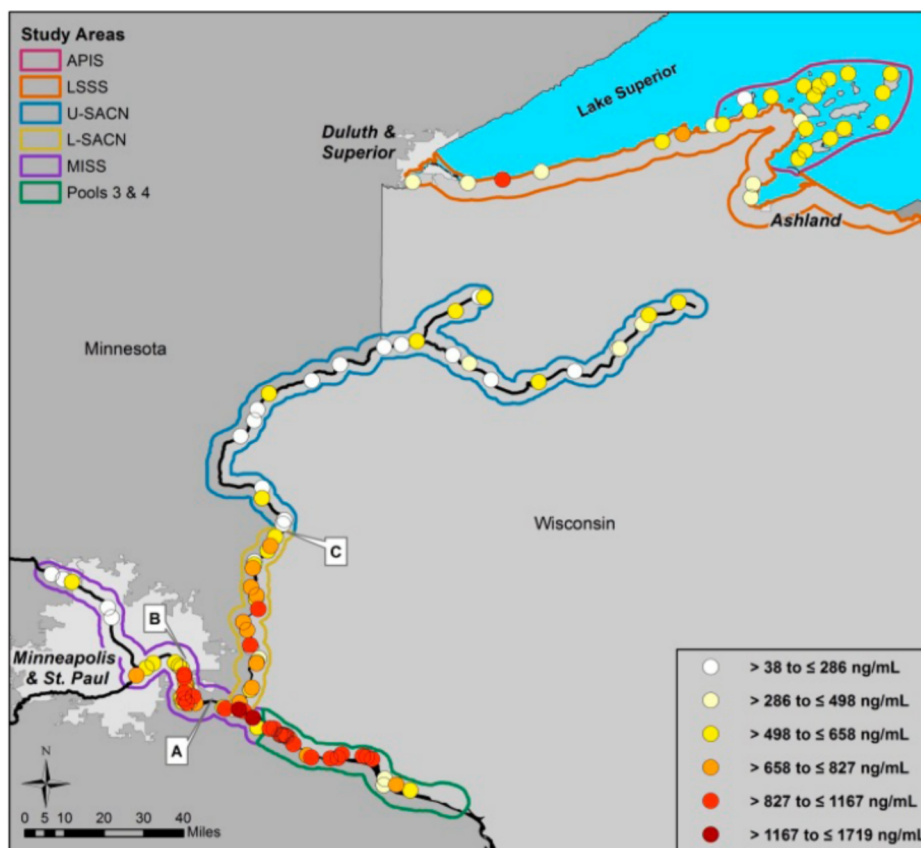 Study Areas
APIS
LSSS
U-SACN
L-SACN
MISS
Pools 3 & 4
Lake Superior
Duluth &
Superior
Ashland
Minnesota
Wisconsin
C
B
Minneapolis
& St. Paul
A
N
0 5 10 20 30 40
Miles
> 38 to ≤ 286 ng/mL
> 286 to ≤ 498 ng/mL
> 498 to ≤ 658 ng/mL
> 658 to ≤ 827 ng/mL
> 827 to ≤ 1167 ng/mL
> 1167 to ≤ 1719 ng/mL